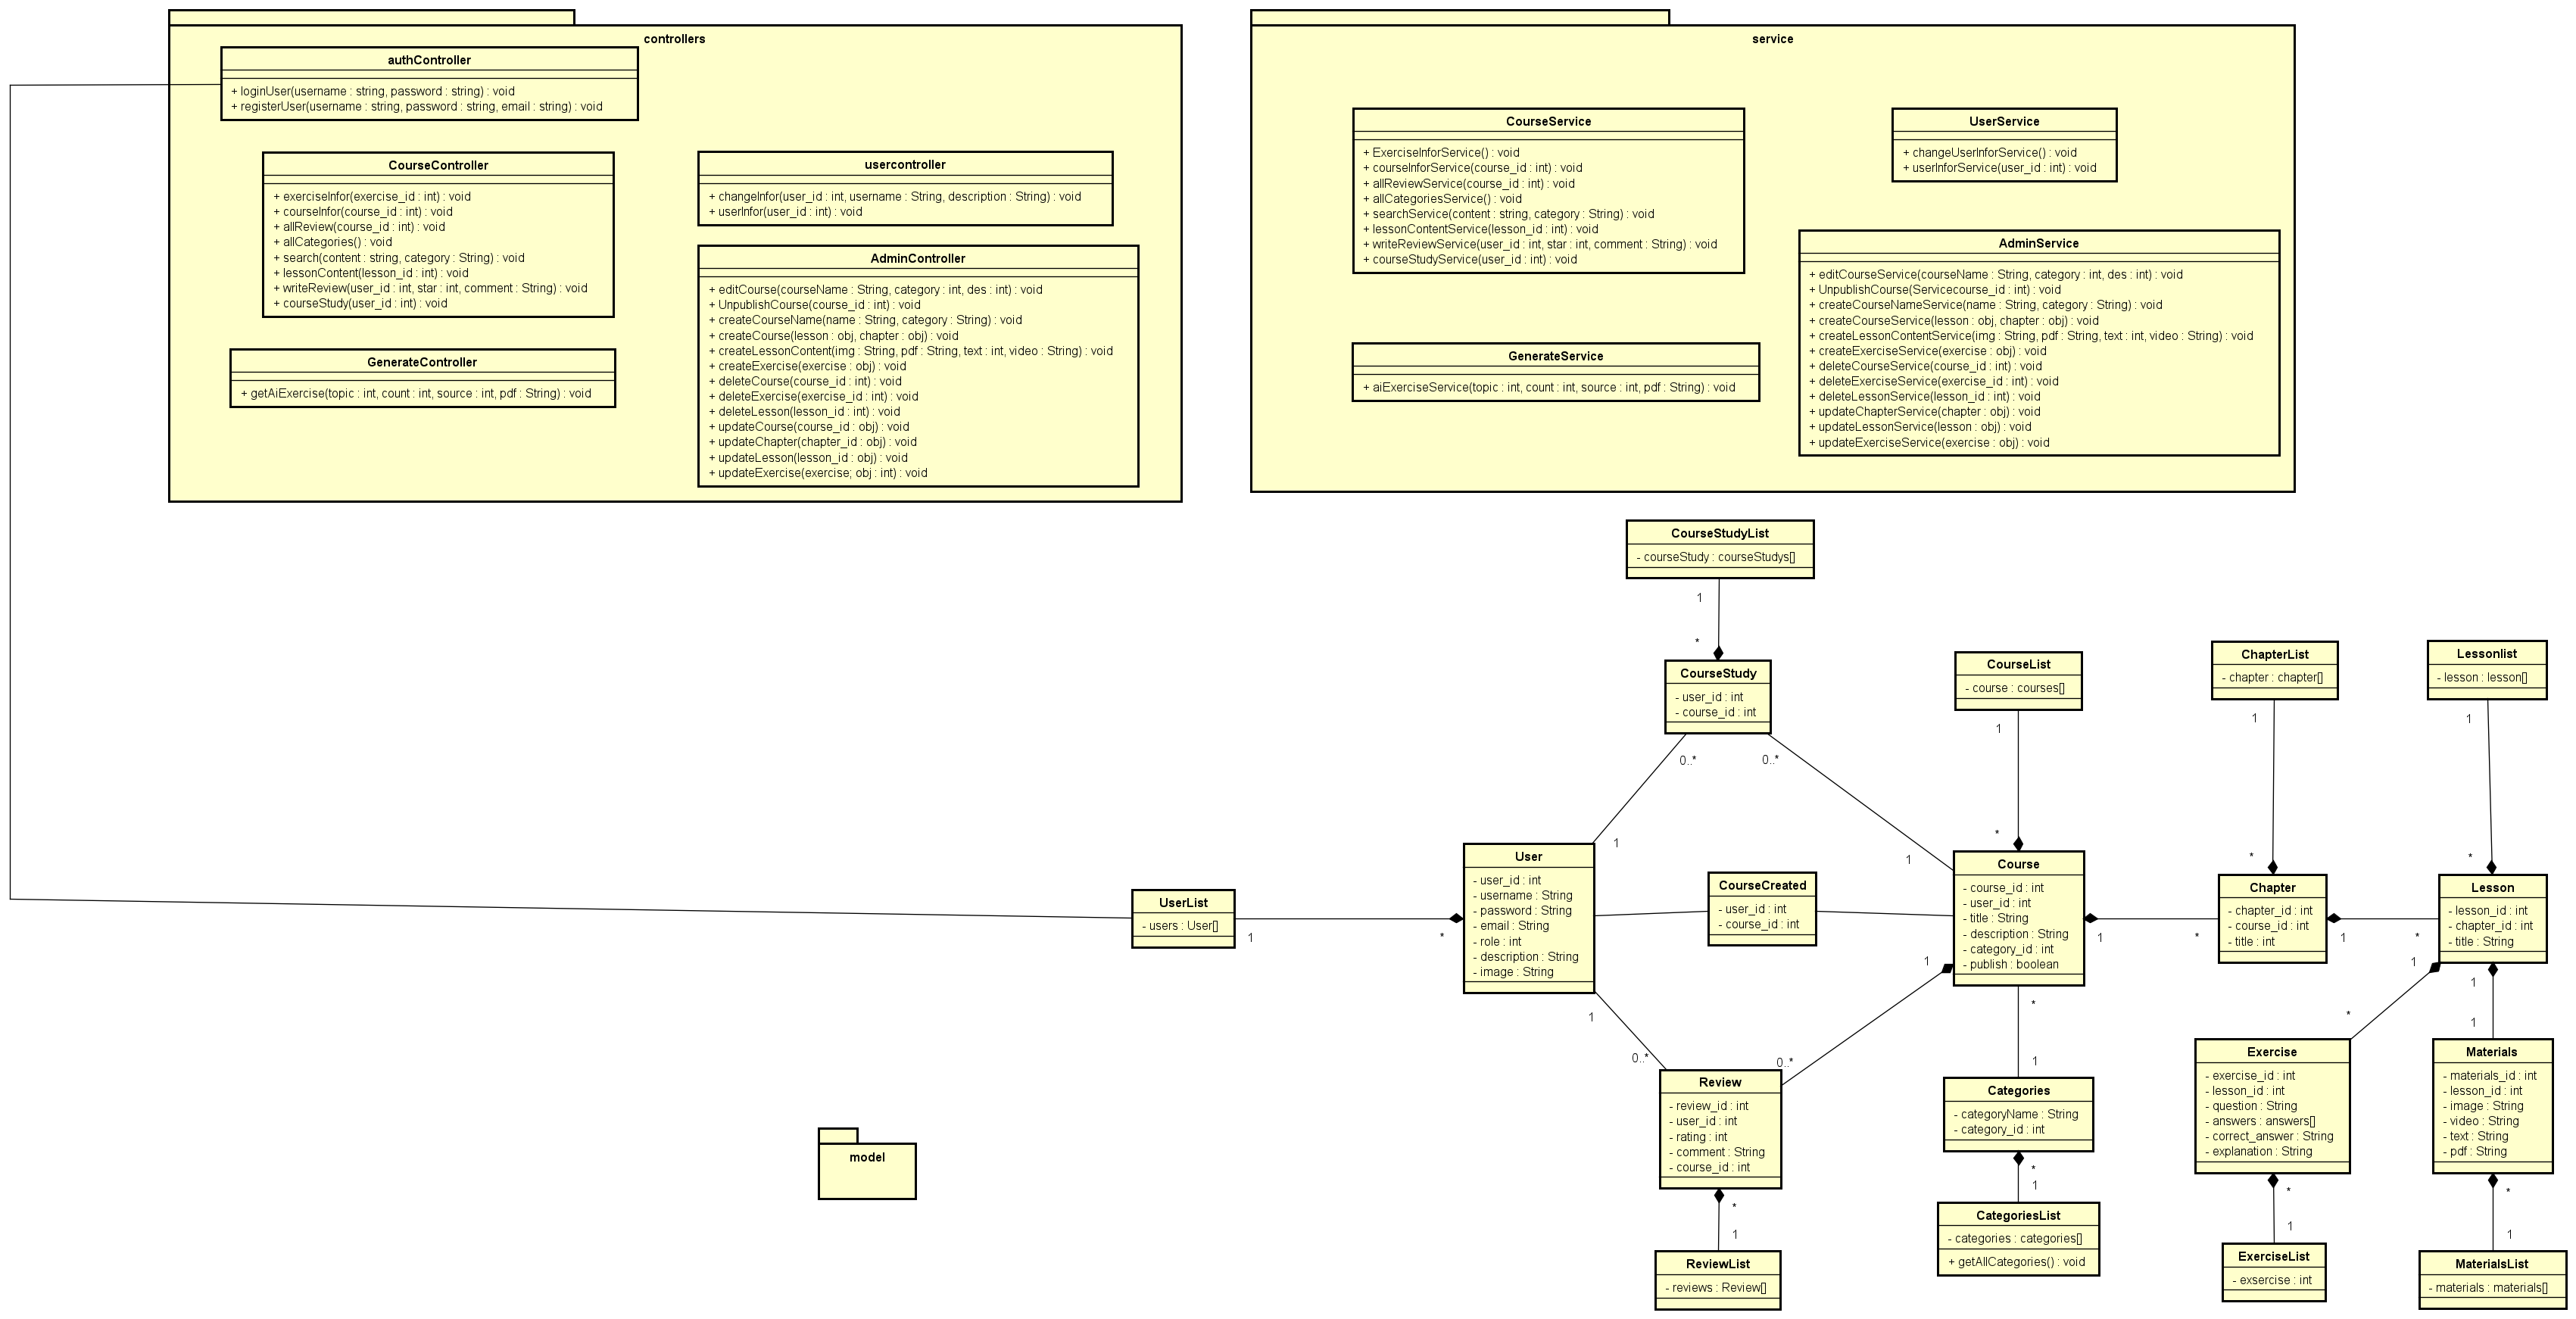 controllers
authController
+ loginUser(username : string, password : string) : void
+ registerUser(username : string, password : string, email : string) : void
CourseController
+ exerciseInfor(exercise_id : int) : void
+ courseInfor(course_id : int) : void
+ allReview(course_id : int) : void
+ allCategories() : void
+ search(content : string, category : String) : void
+ lessonContent(lesson_id : int) : void
+ writeReview(user_id : int, star : int, comment : String) : void
+ courseStudy(user_id : int) : void
usercontroller
+ changeInfor(user_id : int, username : String, description : String) : void
+ userInfor(user_id : int) : void
GenerateController
+ getAiExercise(topic : int, count : int, source : int, pdf : String) : void
AdminController
+ editCourse(courseName : String, category : int, des : int) : void
+ UnpublishCourse(course_id : int) : void
+ createCourseName(name : String, category : String) : void
+ createCourse(lesson : obj, chapter : obj) : void
+ createLessonContent(img : String, pdf : String, text : int, video : String) : void
+ createExercise(exercise : obj) : void
+ deleteCourse(course_id : int) : void
+ deleteExercise(exercise_id : int) : void
+ deleteLesson(lesson_id : int) : void
+ updateCourse(course_id : obj) : void
+ updateChapter(chapter_id : obj) : void
+ updateLesson(lesson_id : obj) : void
+ updateExercise(exercise; obj : int) : void
service
CourseService
+ ExerciseInforService() : void
+ courseInforService(course_id : int) : void
+ allReviewService(course_id : int) : void
+ allCategoriesService() : void
+ searchService(content : string, category : String) : void
+ lessonContentService(lesson_id : int) : void
+ writeReviewService(user_id : int, star : int, comment : String) : void
+ courseStudyService(user_id : int) : void
UserService
+ changeUserInforService() : void
+ userInforService(user_id : int) : void
GenerateService
+ aiExerciseService(topic : int, count : int, source : int, pdf : String) : void
AdminService
+ editCourseService(courseName : String, category : int, des : int) : void
+ UnpublishCourse(Servicecourse_id : int) : void
+ createCourseNameService(name : String, category : String) : void
+ createCourseService(lesson : obj, chapter : obj) : void
+ createLessonContentService(img : String, pdf : String, text : int, video : String) : void
+ createExerciseService(exercise : obj) : void
+ deleteCourseService(course_id : int) : void
+ deleteExerciseService(exercise_id : int) : void
+ deleteLessonService(lesson_id : int) : void
+ updateChapterService(chapter : obj) : void
+ updateLessonService(lesson : obj) : void
+ updateExerciseService(exercise : obj) : void
CourseStudyList
- courseStudy : courseStudys[]
1
*
CourseStudy
- user_id : int
- course_id : int
0..*
0..*
1
1
CourseList
- course : courses[]
1
*
ChapterList
- chapter : chapter[]
1
*
Lessonlist
- lesson : lesson[]
1
*
UserList
- users : User[]
1
*
User
- user_id : int
- username : String
- password : String
- email : String
- role : int
- description : String
- image : String
CourseCreated
- user_id : int
- course_id : int
Course
- course_id : int
- user_id : int
- title : String
- description : String
- category_id : int
- publish : boolean
1
*
Chapter
- chapter_id : int
- course_id : int
- title : int
1
*
Lesson
- lesson_id : int
- chapter_id : int
- title : String
1
0..*
1
0..*
*
1
1
*
1
1
Review
- review_id : int
- user_id : int
- rating : int
- comment : String
- course_id : int
*
1
ReviewList
- reviews : Review[]
Categories
- categoryName : String
- category_id : int
*
1
CategoriesList
- categories : categories[]
+ getAllCategories() : void
Exercise
- exercise_id : int
- lesson_id : int
- question : String
- answers : answers[]
- correct_answer : String
- explanation : String
*
1
ExerciseList
- exsercise : int
Materials
- materials_id : int
- lesson_id : int
- image : String
- video : String
- text : String
- pdf : String
*
1
MaterialsList
- materials : materials[]
model